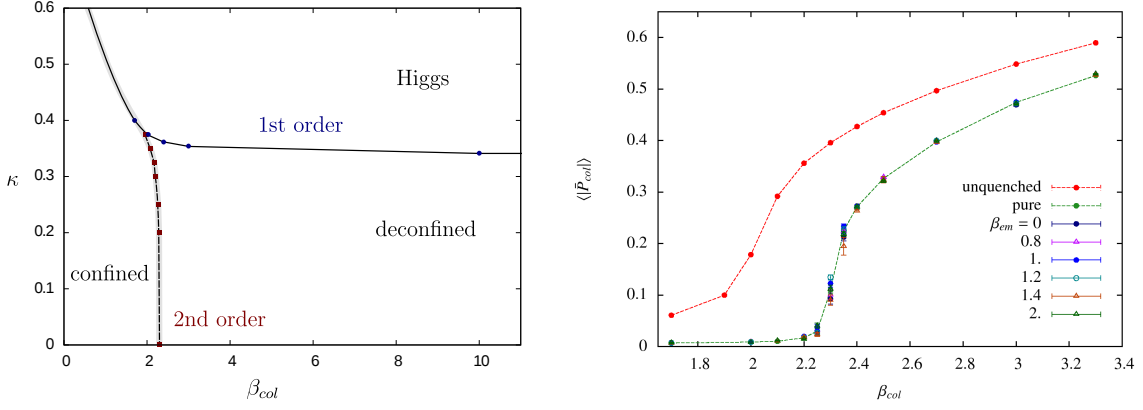 0.6
0.5
0.4
0.3
0.2
0.1
0
κ
Higgs
1st order
deconfined
confined
2nd order
0
2
4
6
8
10
β_col
0.6
0.5
0.4
0.3
0.2
0.1
0
⟨|P̄_col|⟩
unquenched
pure
β_em = 0
0.8
1.
1.2
1.4
2.
1.8
2
2.2
2.4
2.6
2.8
3
3.2
3.4
β_col